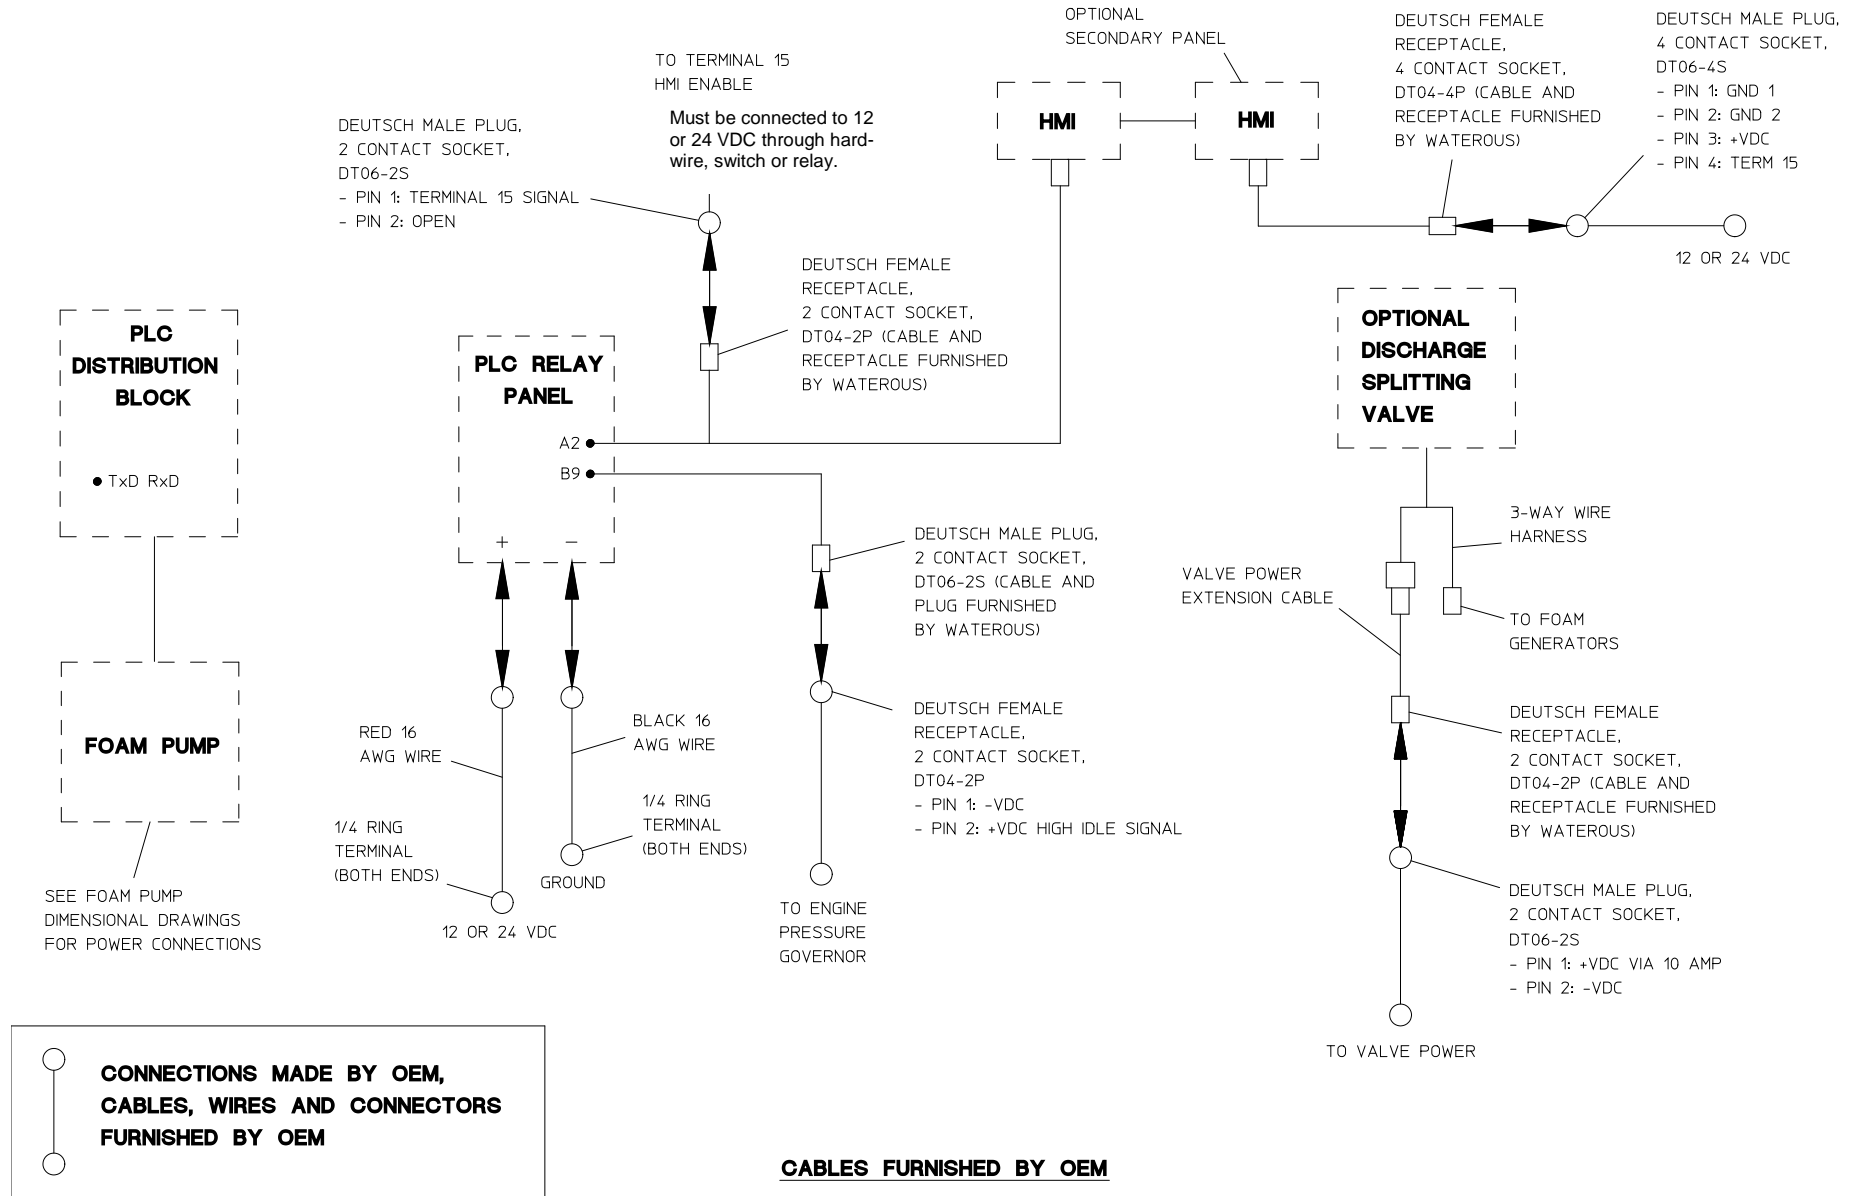 OPTIONAL
SECONDARY PANEL
DEUTSCH FEMALE
RECEPTACLE,
4 CONTACT SOCKET,
DT04-4P (CABLE AND
RECEPTACLE FURNISHED
BY WATEROUS)
DEUTSCH MALE PLUG,
4 CONTACT SOCKET,
DT06-4S
- PIN 1: GND 1
- PIN 2: GND 2
- PIN 3: +VDC
- PIN 4: TERM 15
TO TERMINAL 15
HMI ENABLE
Must be connected to 12
or 24 VDC through hard-
wire, switch or relay.
HMI
HMI
DEUTSCH MALE PLUG,
2 CONTACT SOCKET,
DT06-2S
- PIN 1: TERMINAL 15 SIGNAL
- PIN 2: OPEN
12 OR 24 VDC
DEUTSCH FEMALE
RECEPTACLE,
2 CONTACT SOCKET,
DT04-2P (CABLE AND
RECEPTACLE FURNISHED
BY WATEROUS)
PLC
DISTRIBUTION
BLOCK
TxD RxD
PLC RELAY
PANEL
A2
B9
+
-
OPTIONAL
DISCHARGE
SPLITTING
VALVE
3-WAY WIRE
HARNESS
DEUTSCH MALE PLUG,
2 CONTACT SOCKET,
DT06-2S (CABLE AND
PLUG FURNISHED
BY WATEROUS)
VALVE POWER
EXTENSION CABLE
TO FOAM
GENERATORS
FOAM PUMP
RED 16
AWG WIRE
BLACK 16
AWG WIRE
DEUTSCH FEMALE
RECEPTACLE,
2 CONTACT SOCKET,
DT04-2P
- PIN 1: -VDC
- PIN 2: +VDC HIGH IDLE SIGNAL
DEUTSCH FEMALE
RECEPTACLE,
2 CONTACT SOCKET,
DT04-2P (CABLE AND
RECEPTACLE FURNISHED
BY WATEROUS)
1/4 RING
TERMINAL
(BOTH ENDS)
1/4 RING
TERMINAL
(BOTH ENDS)
GROUND
12 OR 24 VDC
SEE FOAM PUMP
DIMENSIONAL DRAWINGS
FOR POWER CONNECTIONS
TO ENGINE
PRESSURE
GOVERNOR
DEUTSCH MALE PLUG,
2 CONTACT SOCKET,
DT06-2S
- PIN 1: +VDC VIA 10 AMP
- PIN 2: -VDC
TO VALVE POWER
CONNECTIONS MADE BY OEM,
CABLES, WIRES AND CONNECTORS
FURNISHED BY OEM
CABLES FURNISHED BY OEM